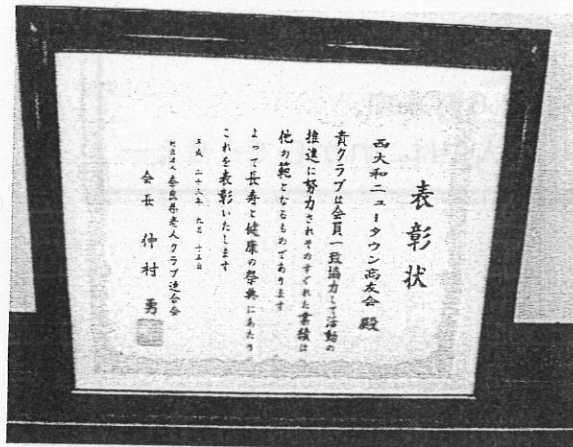 表彰状
西大和ニュータウン高友会 殿
貴クラブは会員一致協力して活動の
推進に努力されそのすぐれた業績は
他の範となるものであります
よって長寿と健康の祭典にあたり
これを表彰いたします
平成 二十三年 九月 十五日
奈良県老人クラブ連合会
会長 仲村 勇